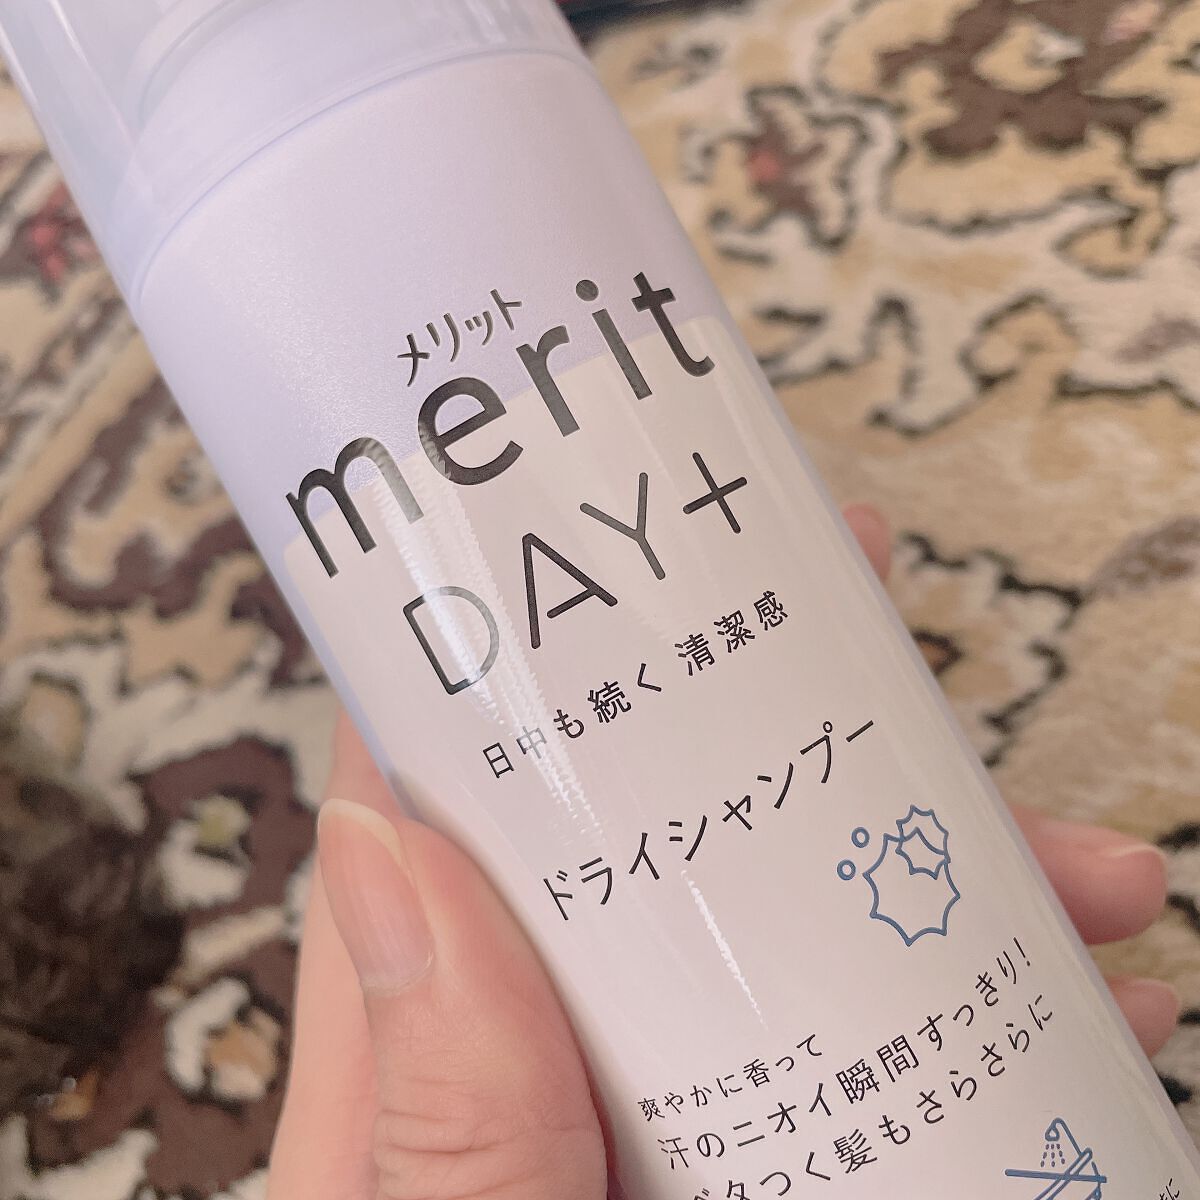 メリット
merit
DAY+
日中も続く 清潔感
ドライシャンプー
爽やかに香って
汗のニオイ瞬間すっきり!
ベタつく髪もさらさらに